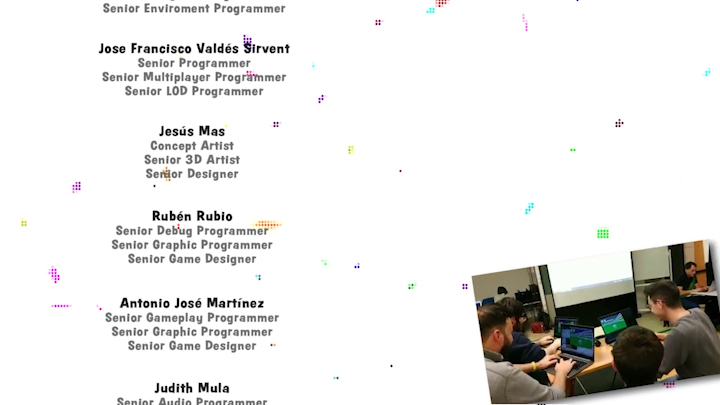 Senior Enviroment Programmer
Jose Francisco Valdés Sirvent
Senior Programmer
Senior Multiplayer Programmer
Senior LOD Programmer
Jesús Mas
Concept Artist
Senior 3D Artist
Senior Designer
Rubén Rubio
Senior Debug Programmer
Senior Graphic Programmer
Senior Game Designer
Antonio José Martínez
Senior Gameplay Programmer
Senior Graphic Programmer
Senior Game Designer
Judith Mula
Senior Audio Programmer